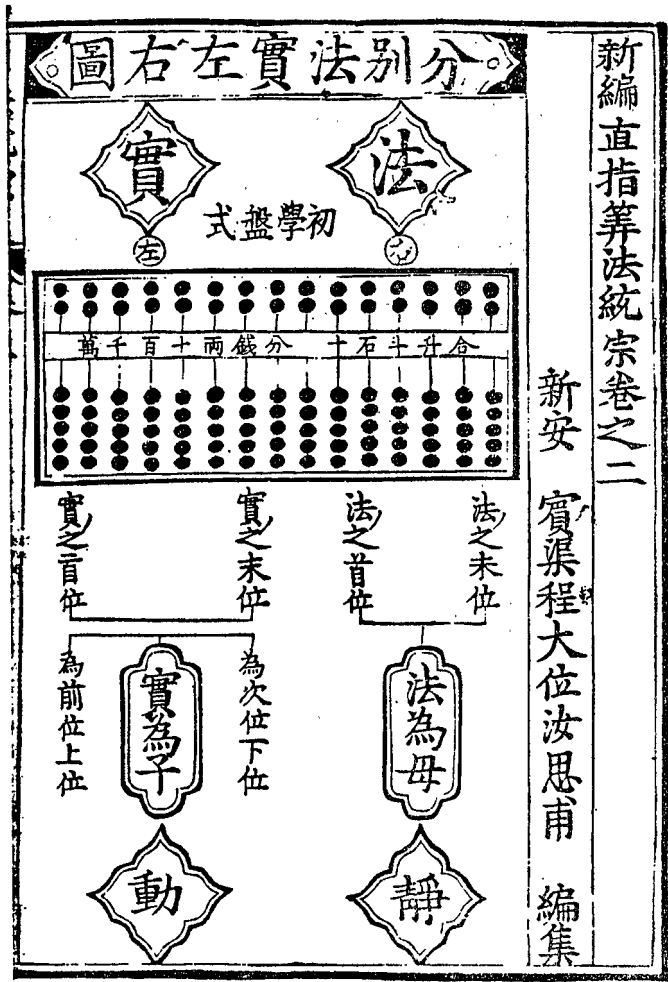 新編直指筭法統宗卷之二
新安 賓渠程大位汝思甫 編集
分別法實左右圖
法
右
初學盤式
實
左
萬千百十兩錢分 十石斗升合
法之末位
法之首位
實之末位
實之首位
法為母
靜
為次位下位
實為子
為前位上位
動